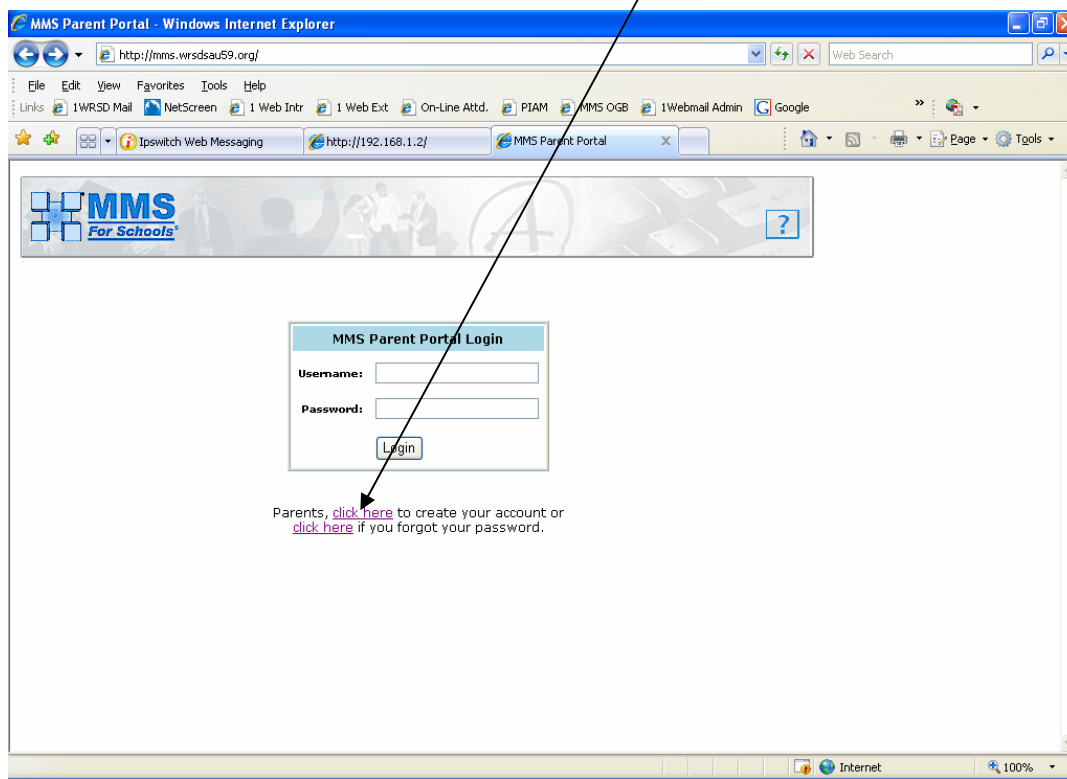 MMS Parent Portal - Windows Internet Explorer
http://mms.wrsdsau59.org/
Web Search
File Edit View Favorites Tools Help
Links 1WRSD Mail NetScreen 1 Web Intr 1 Web Ext On-Line Attd. PIAM MMS OGB 1Webmail Admin Google »
Ipswitch Web Messaging http://192.168.1.2/ MMS Parent Portal X Page Tools
MMS
For Schools
?
MMS Parent Portal Login
Username:
Password:
Login
Parents, click here to create your account or
click here if you forgot your password.
Internet 100%